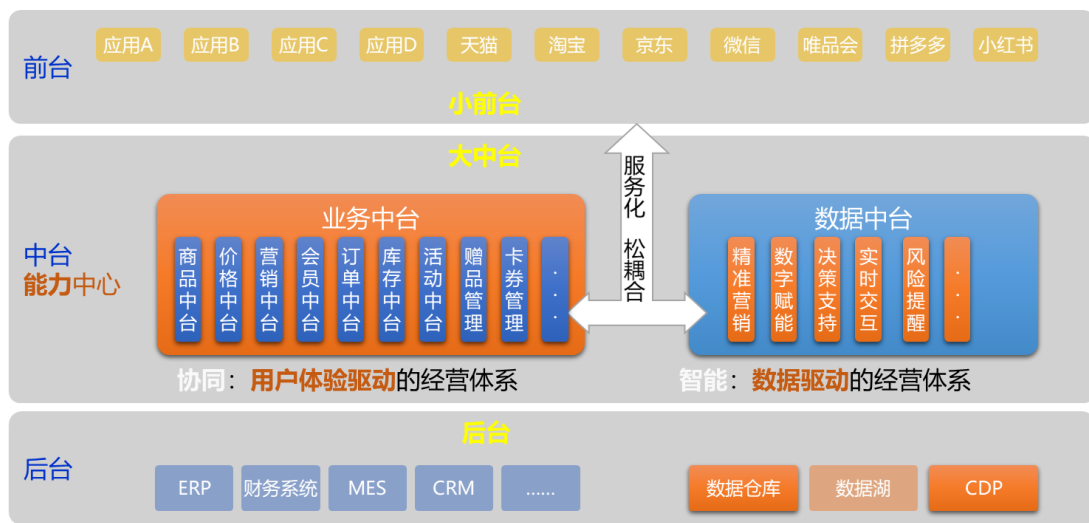 应用A 应用B 应用C 应用D 天猫 淘宝 京东 微信 唯品会 拼多多 小红书
前台
小前台
大中台
服务化 松耦合
中台
能力中心
业务中台
商品中台
价格中台
营销中台
会员中台
订单中台
库存中台
活动中台
赠品管理
卡券管理
...
数据中台
精准营销
数字赋能
决策支持
实时交互
风险提醒
...
协同：用户体验驱动的经营体系
智能：数据驱动的经营体系
后台
后台
ERP 财务系统 MES CRM ...... 数据仓库 数据湖 CDP